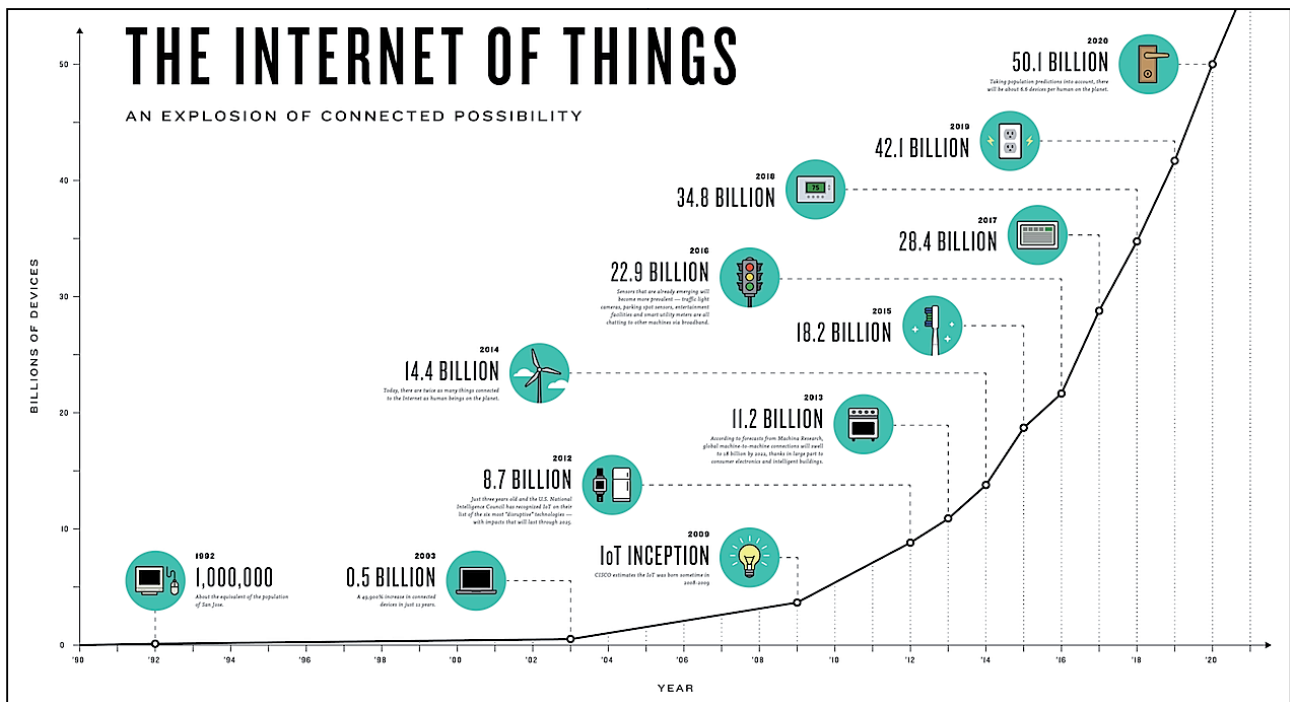 THE INTERNET OF THINGS
AN EXPLOSION OF CONNECTED POSSIBILITY
BILLIONS OF DEVICES
50
40
30
20
10
0
2020
50.1 BILLION
Taking population predictions into account, there
will be about 6.6 devices per human on the planet.
2019
42.1 BILLION
2018
34.8 BILLION
75
2017
28.4 BILLION
2016
22.9 BILLION
Sensors that are already emerging will
become more prevalent — traffic light
cameras, parking spot sensors, entertainment
facilities and smart utility meters are all
chatting to other machines via broadband.
2015
18.2 BILLION
2014
14.4 BILLION
Today, there are twice as many things connected
to the Internet as human beings on the planet.
2013
11.2 BILLION
According to forecasts from Machina Research,
global machine-to-machine connections will swell
to 18 billion by 2022, thanks in large part to
consumer electronics and intelligent buildings.
2012
8.7 BILLION
Just three years old and the U.S. National
Intelligence Council has recognized IoT on their
list of the six most "disruptive" technologies —
with impacts that will last through 2025.
2009
IoT INCEPTION
CISCO estimates the IoT was born sometime in
2008-2009
2003
0.5 BILLION
A 49,900% increase in connected
devices in just 11 years.
1992
1,000,000
About the equivalent of the population
of San Jose.
'90 '92 '94 '96 '98 '00 '02 '04 '06 '08 '10 '12 '14 '16 '18 '20
YEAR